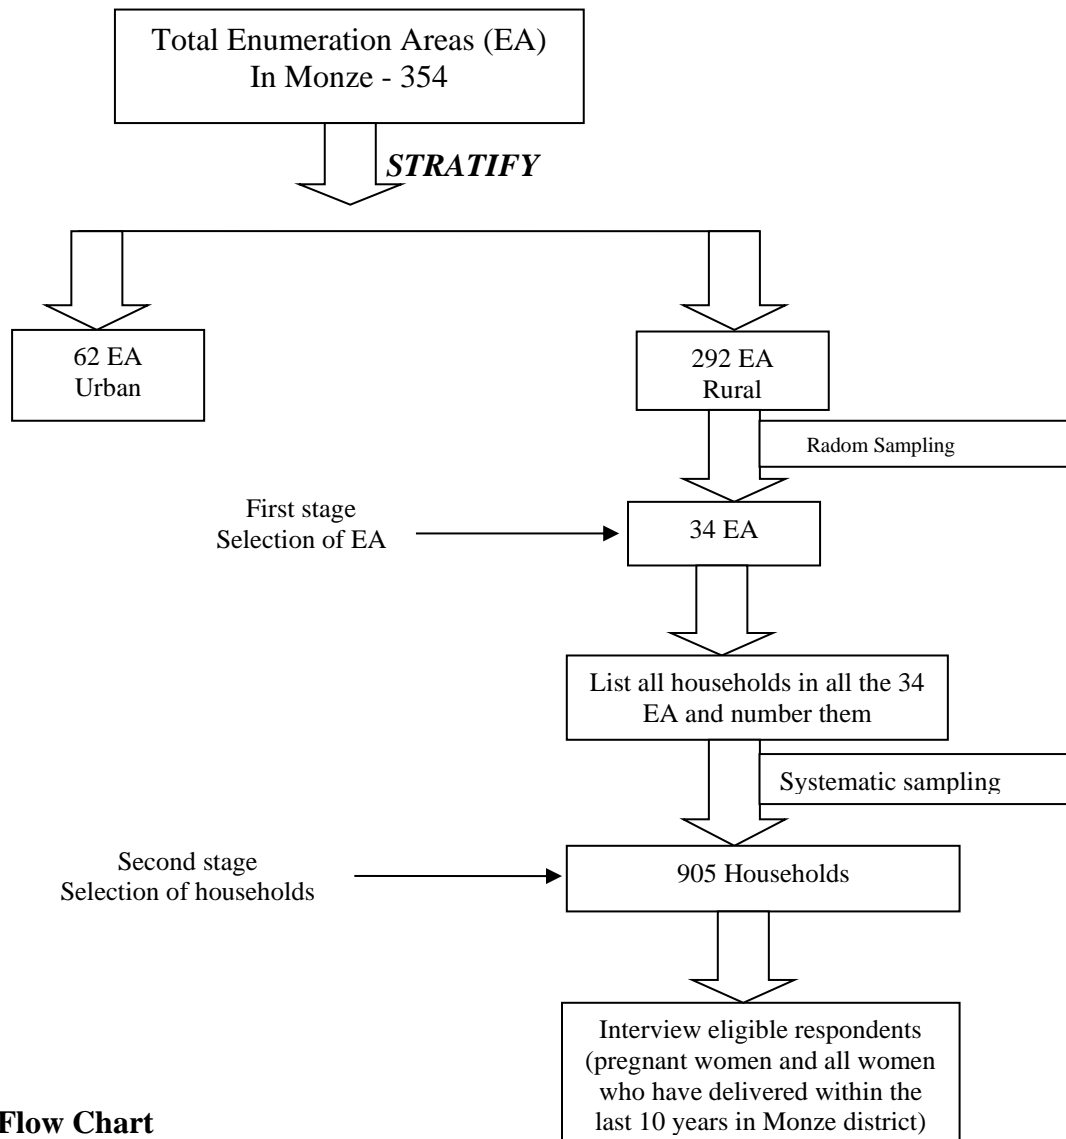 Total Enumeration Areas (EA)
In Monze - 354
STRATIFY
62 EA
Urban
292 EA
Rural
Radom Sampling
First stage
Selection of EA
34 EA
List all households in all the 34
EA and number them
Systematic sampling
Second stage
Selection of households
905 Households
Interview eligible respondents
(pregnant women and all women
who have delivered within the
last 10 years in Monze district)
Flow Chart